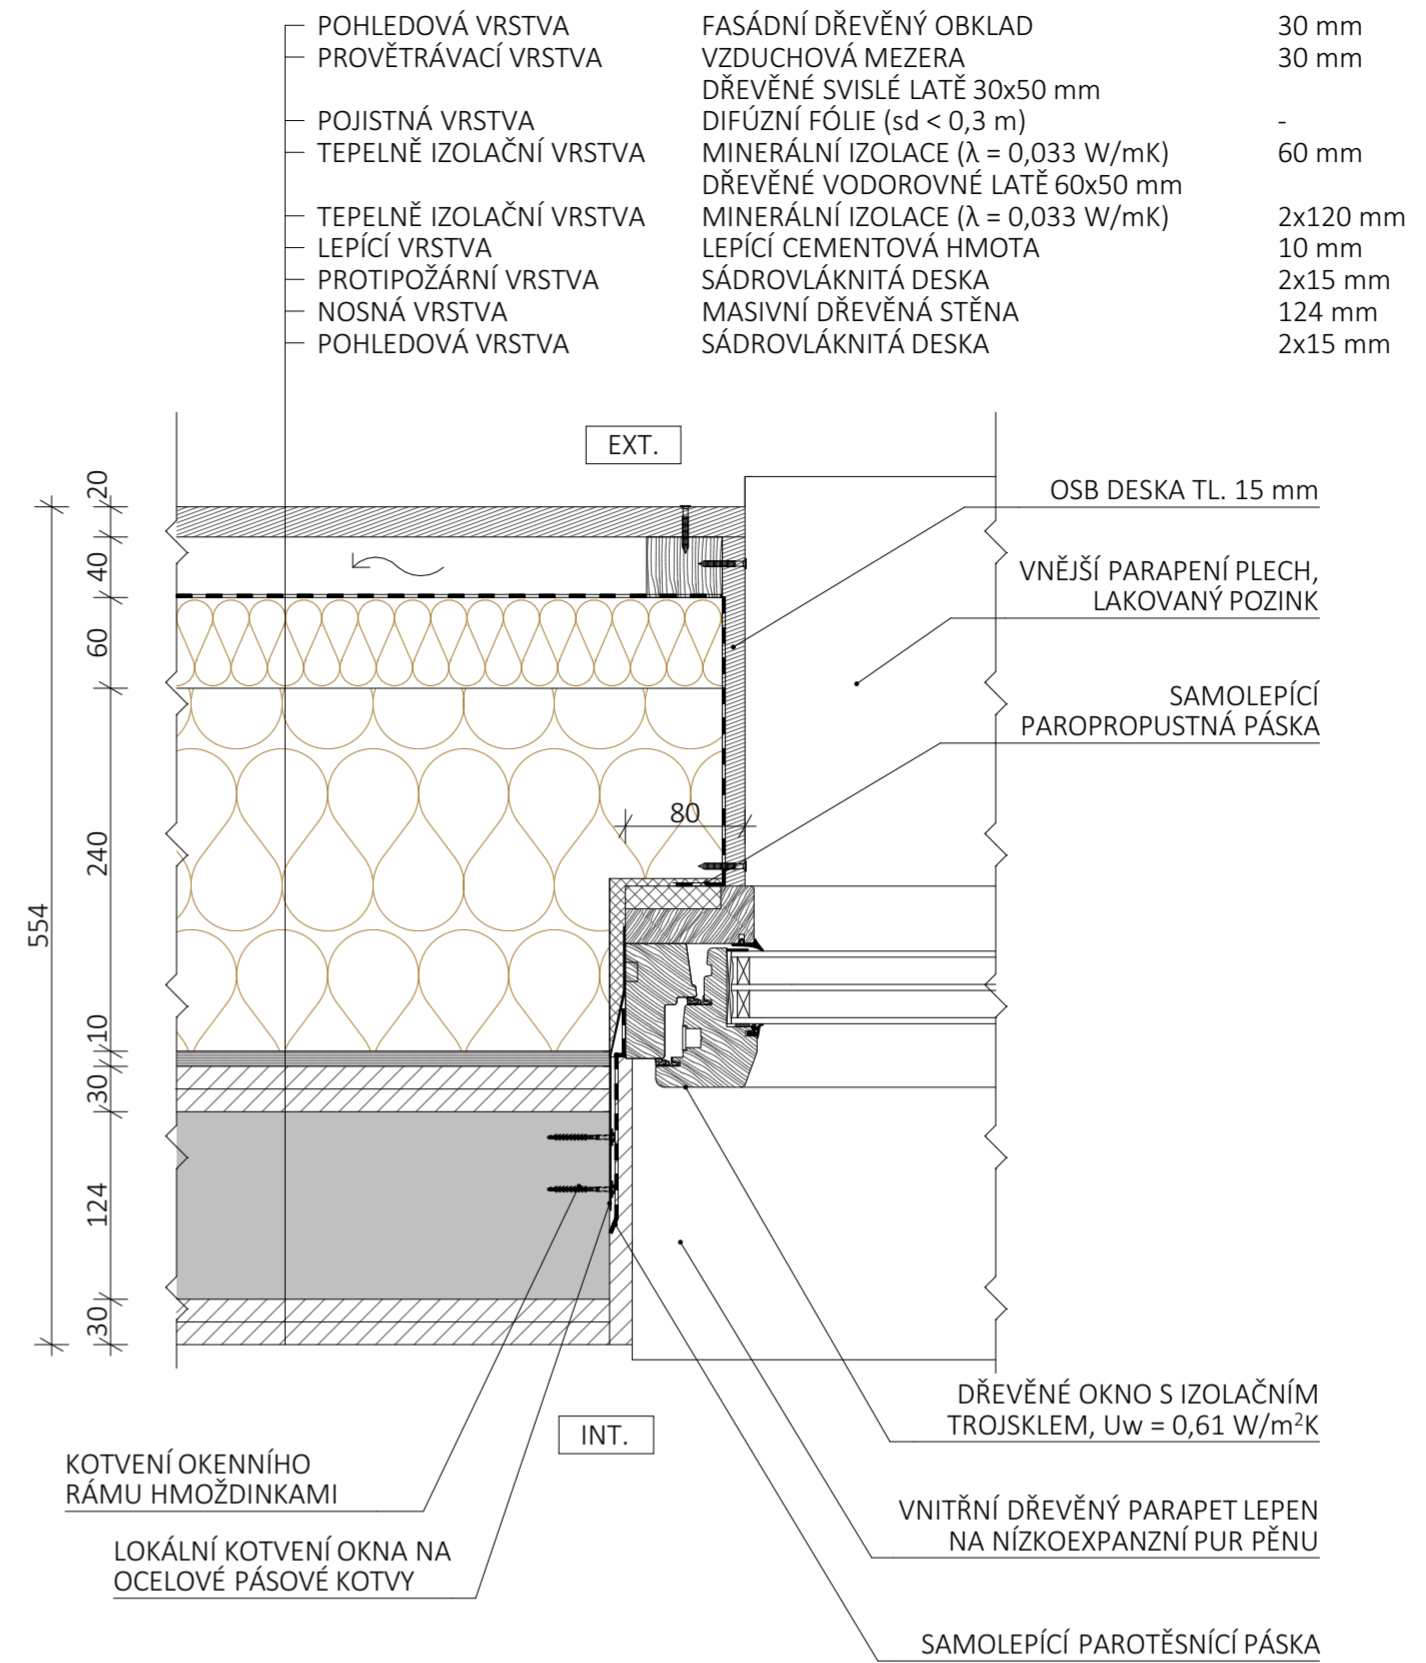 POHLEDOVÁ VRSTVA FASÁDNÍ DŘEVĚNÝ OBKLAD 30 mm
PROVĚTRÁVACÍ VRSTVA VZDUCHOVÁ MEZERA 30 mm
DŘEVĚNÉ SVISLÉ LATĚ 30x50 mm
POJISTNÁ VRSTVA DIFÚZNÍ FÓLIE (sd < 0,3 m) -
TEPELNĚ IZOLAČNÍ VRSTVA MINERÁLNÍ IZOLACE (λ = 0,033 W/mK) 60 mm
DŘEVĚNÉ VODOROVNÉ LATĚ 60x50 mm
TEPELNĚ IZOLAČNÍ VRSTVA MINERÁLNÍ IZOLACE (λ = 0,033 W/mK) 2x120 mm
LEPÍCÍ VRSTVA LEPÍCÍ CEMENTOVÁ HMOTA 10 mm
PROTIPOŽÁRNÍ VRSTVA SÁDROVLÁKNITÁ DESKA 2x15 mm
NOSNÁ VRSTVA MASIVNÍ DŘEVĚNÁ STĚNA 124 mm
POHLEDOVÁ VRSTVA SÁDROVLÁKNITÁ DESKA 2x15 mm
EXT.
20
40
60
240
10
30
124
30
554
80
OSB DESKA TL. 15 mm
VNĚJŠÍ PARAPENÍ PLECH,
LAKOVANÝ POZINK
SAMOLEPÍCÍ
PAROPROPUSTNÁ PÁSKA
INT.
DŘEVĚNÉ OKNO S IZOLAČNÍM
TROJSKLEM, Uw = 0,61 W/m²K
KOTVENÍ OKENNÍHO
RÁMU HMOŽDINKAMI
VNITŘNÍ DŘEVĚNÝ PARAPET LEPEN
NA NÍZKOEXPANZNÍ PUR PĚNU
LOKÁLNÍ KOTVENÍ OKNA NA
OCELOVÉ PÁSOVÉ KOTVY
SAMOLEPÍCÍ PAROTĚSNÍCÍ PÁSKA